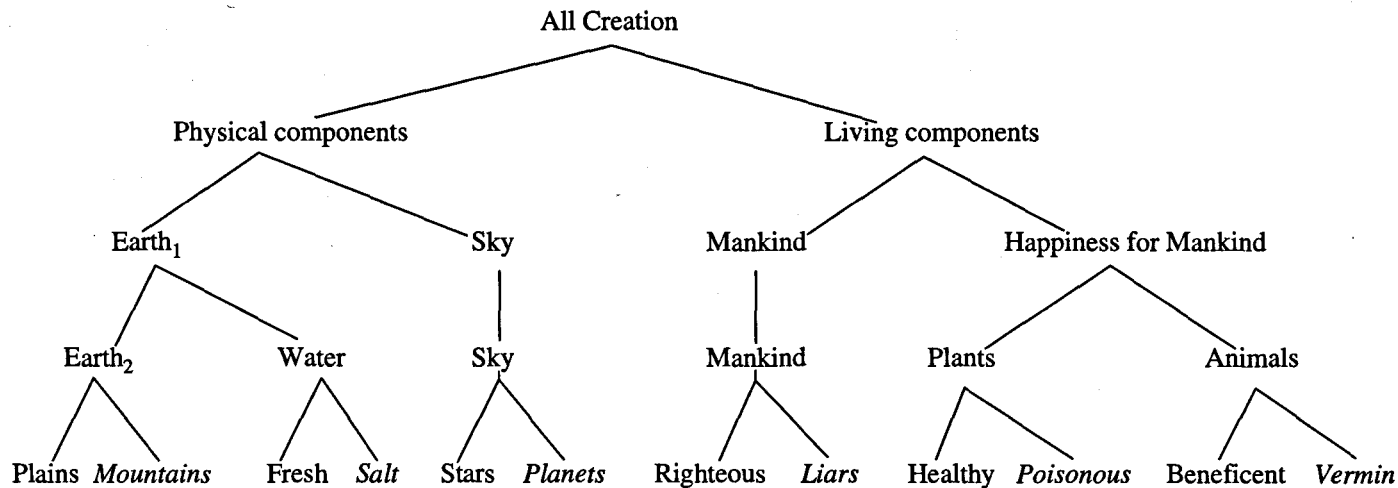 All Creation
Physical components Living components
Earth1 Sky Mankind Happiness for Mankind
Earth2 Water Sky Mankind Plants Animals
Plains Mountains Fresh Salt Stars Planets Righteous Liars Healthy Poisonous Beneficent Vermin